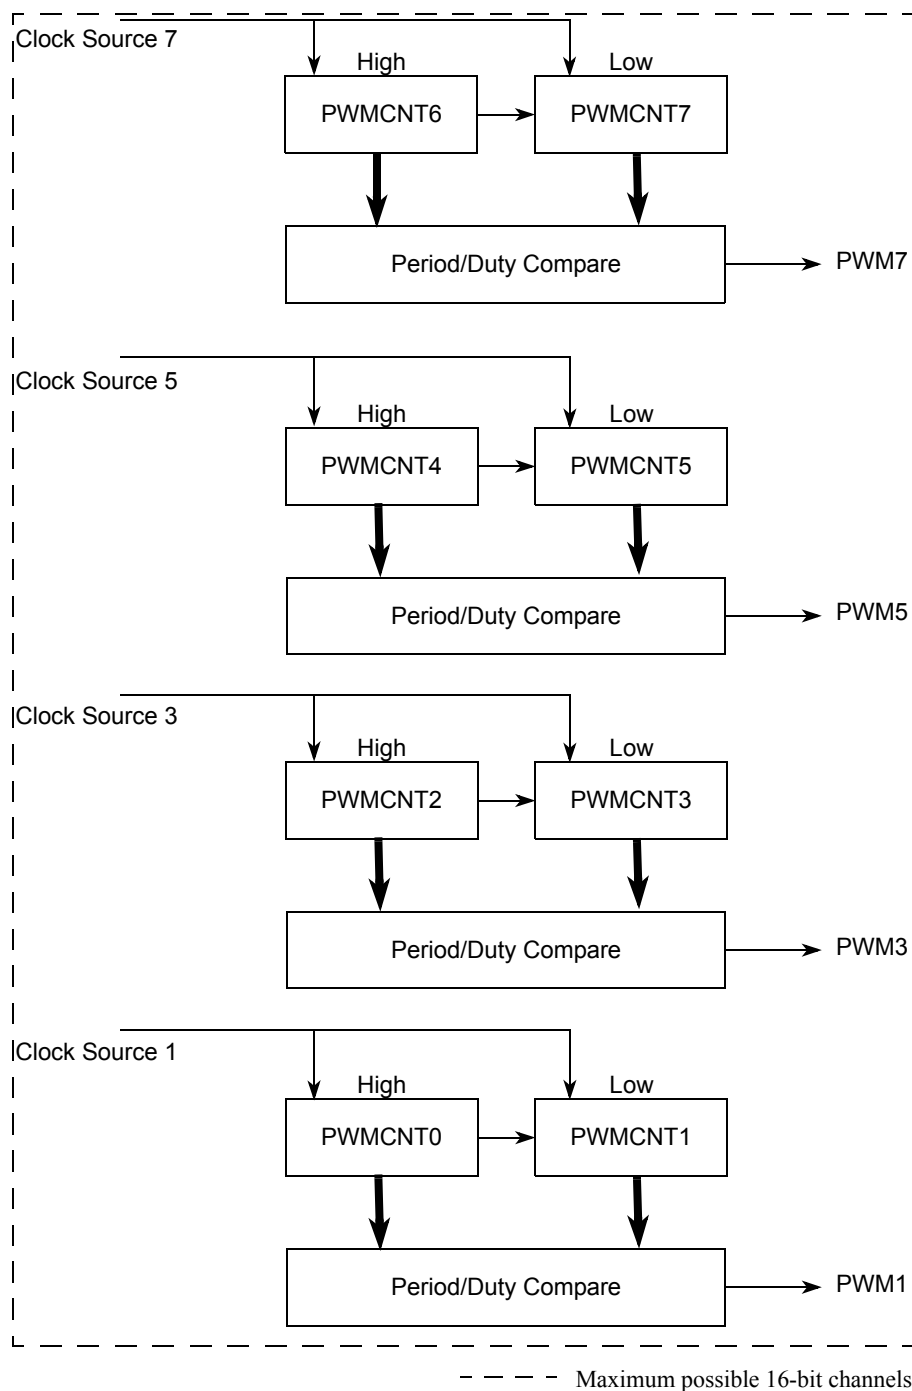 Clock Source 7
High
Low
PWMCNT6
PWMCNT7
Period/Duty Compare
PWM7
Clock Source 5
High
Low
PWMCNT4
PWMCNT5
Period/Duty Compare
PWM5
Clock Source 3
High
Low
PWMCNT2
PWMCNT3
Period/Duty Compare
PWM3
Clock Source 1
High
Low
PWMCNT0
PWMCNT1
Period/Duty Compare
PWM1
Maximum possible 16-bit channels